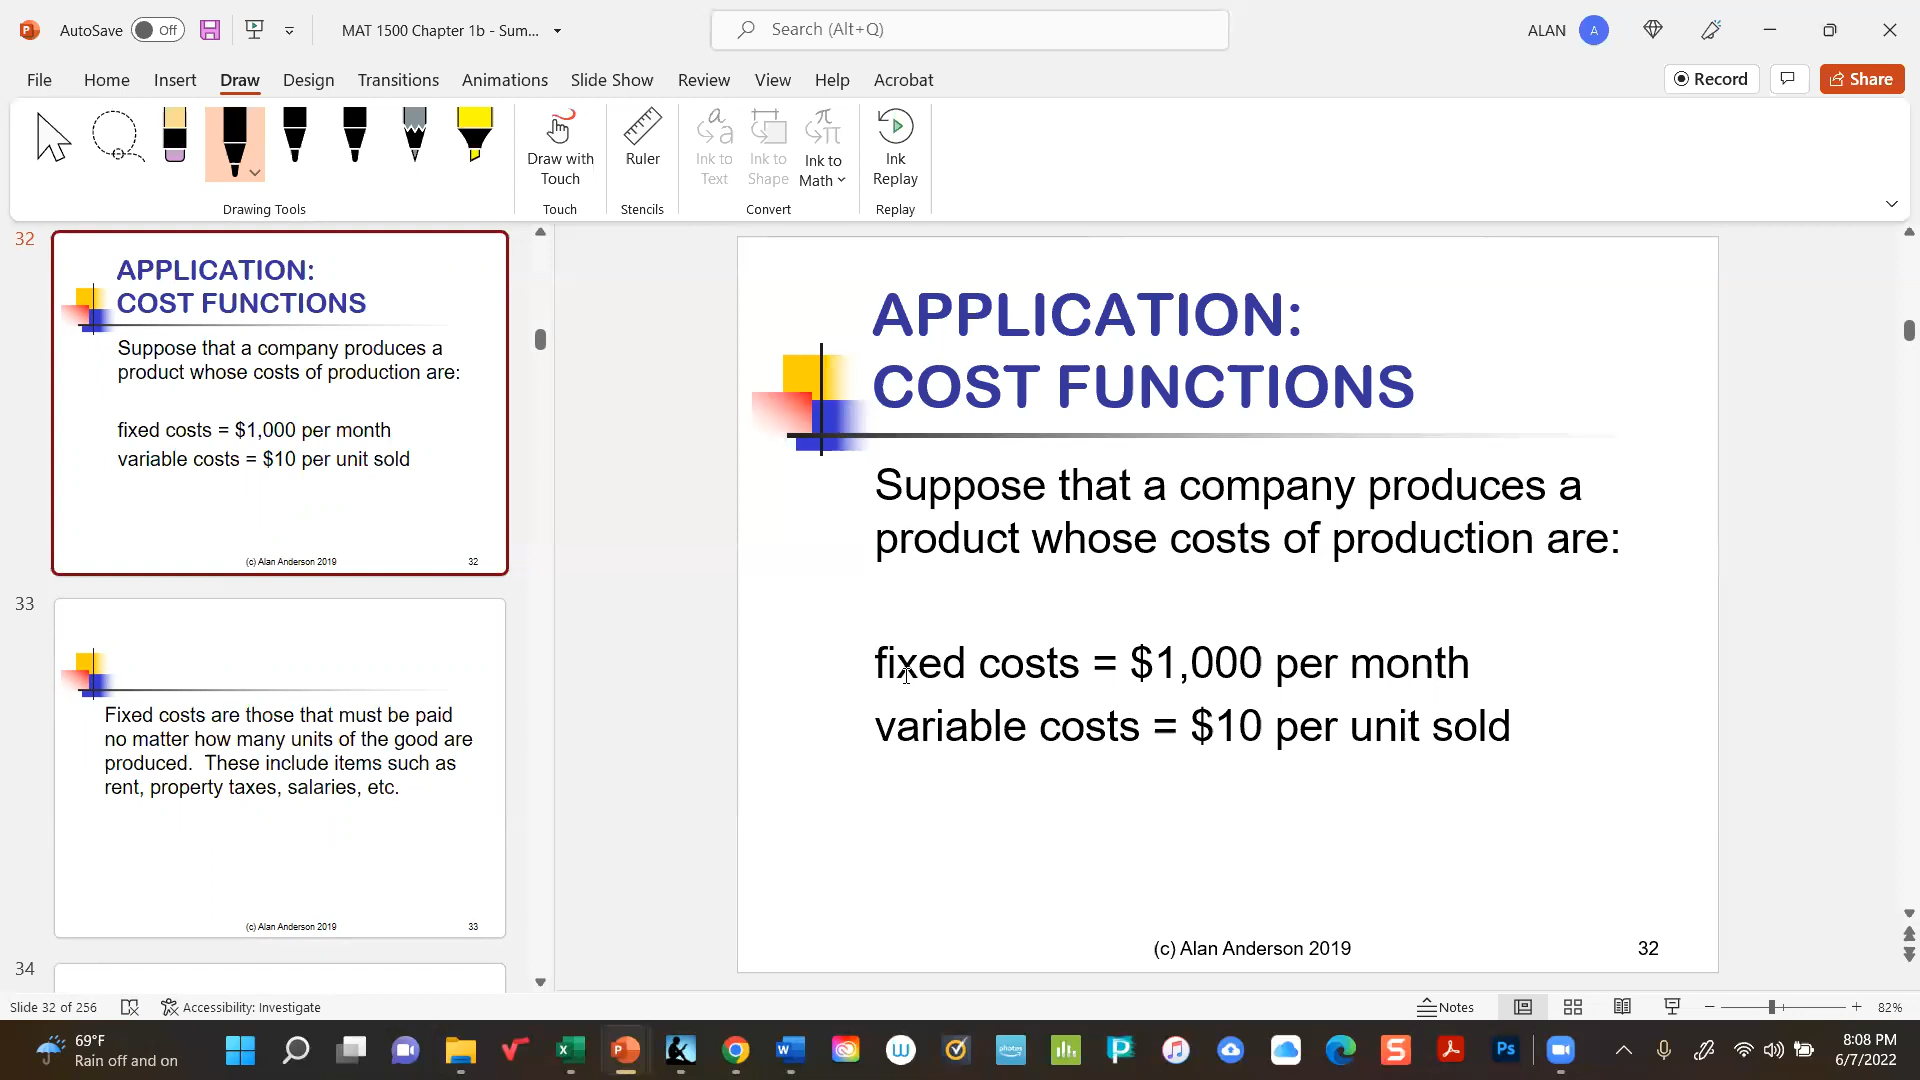 AutoSave Off MAT 1500 Chapter 1b - Sum... Search (Alt+Q) ALAN A
File Home Insert Draw Design Transitions Animations Slide Show Review View Help Acrobat Record Share
Draw with
Touch
Ruler
Ink to
Text
Ink to
Shape
Ink to
Math
Ink
Replay
Drawing Tools Touch Stencils Convert Replay
32
APPLICATION:
COST FUNCTIONS
Suppose that a company produces a
product whose costs of production are:
fixed costs = $1,000 per month
variable costs = $10 per unit sold
(c) Alan Anderson 2019 32
33
Fixed costs are those that must be paid
no matter how many units of the good are
produced. These include items such as
rent, property taxes, salaries, etc.
(c) Alan Anderson 2019 33
34
APPLICATION:
COST FUNCTIONS
Suppose that a company produces a
product whose costs of production are:
fixed costs = $1,000 per month
variable costs = $10 per unit sold
(c) Alan Anderson 2019 32
Slide 32 of 256 Accessibility: Investigate Notes 82%
69°F
Rain off and on
photos
Ps
8:08 PM
6/7/2022